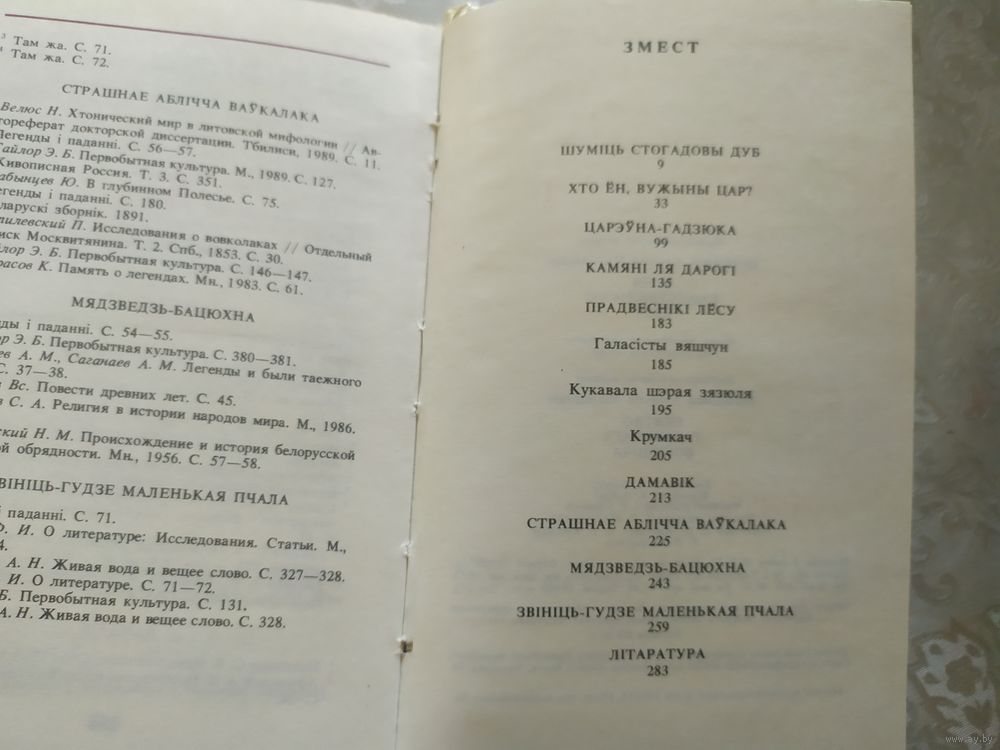 ³ Там жа. С. 71.
⁴ Там жа. С. 72.
СТРАШНАЕ АБЛІЧЧА ВАЎКАЛАКА
Велюс Н. Хтонический мир в литовской мифологии // Ав-
тореферат докторской диссертации. Тбилиси, 1989. С. 11.
Легенды і паданні. С. 56—57.
Тайлор Э. Б. Первобытная культура. М., 1989. С. 127.
Живописная Россия. Т. 3. С. 351.
Ю. В глубинном Полесье. С. 75.
Легенды і паданні. С. 180.
зборнік. 1891.
П. Исследования о вовколаках // Отдельный
Москвитянина. Т. 2. Спб., 1853. С. 30.
Э. Б. Первобытная культура. С. 146—147.
К. Память о легендах. Мн., 1983. С. 61.
МЯДЗВЕДЗЬ-БАЦЮХНА
і паданні. С. 54—55.
Э. Б. Первобытная культура. С. 380—381.
А. М., Саганаев А. М. Легенды и были таежного
С. 37—38.
Вс. Повести древних лет. С. 45.
С. А. Религия в истории народов мира. М., 1986.
Н. М. Происхождение и история белорусской
обрядности. Мн., 1956. С. 57—58.
ЗВІНІЦЬ-ГУДЗЕ МАЛЕНЬКАЯ ПЧАЛА
і паданні. С. 71.
Ф. И. О литературе: Исследования. Статьи. М.,
А. Н. Живая вода и вещее слово. С. 327—328.
И. О литературе. С. 71—72.
Б. Первобытная культура. С. 131.
А. Н. Живая вода и вещее слово. С. 328.
ЗМЕСТ
ШУМІЦЬ СТОГАДОВЫ ДУБ
9
ХТО ЁН, ВУЖЫНЫ ЦАР?
33
ЦАРЭЎНА-ГАДЗЮКА
99
КАМЯНІ ЛЯ ДАРОГІ
135
ПРАДВЕСНІКІ ЛЁСУ
183
Галасісты вяшчун
185
Кукавала шэрая зязюля
195
Крумкач
205
ДАМАВІК
213
СТРАШНАЕ АБЛІЧЧА ВАЎКАЛАКА
225
МЯДЗВЕДЗЬ-БАЦЮХНА
243
ЗВІНІЦЬ-ГУДЗЕ МАЛЕНЬКАЯ ПЧАЛА
259
ЛІТАРАТУРА
283
www.ay.by